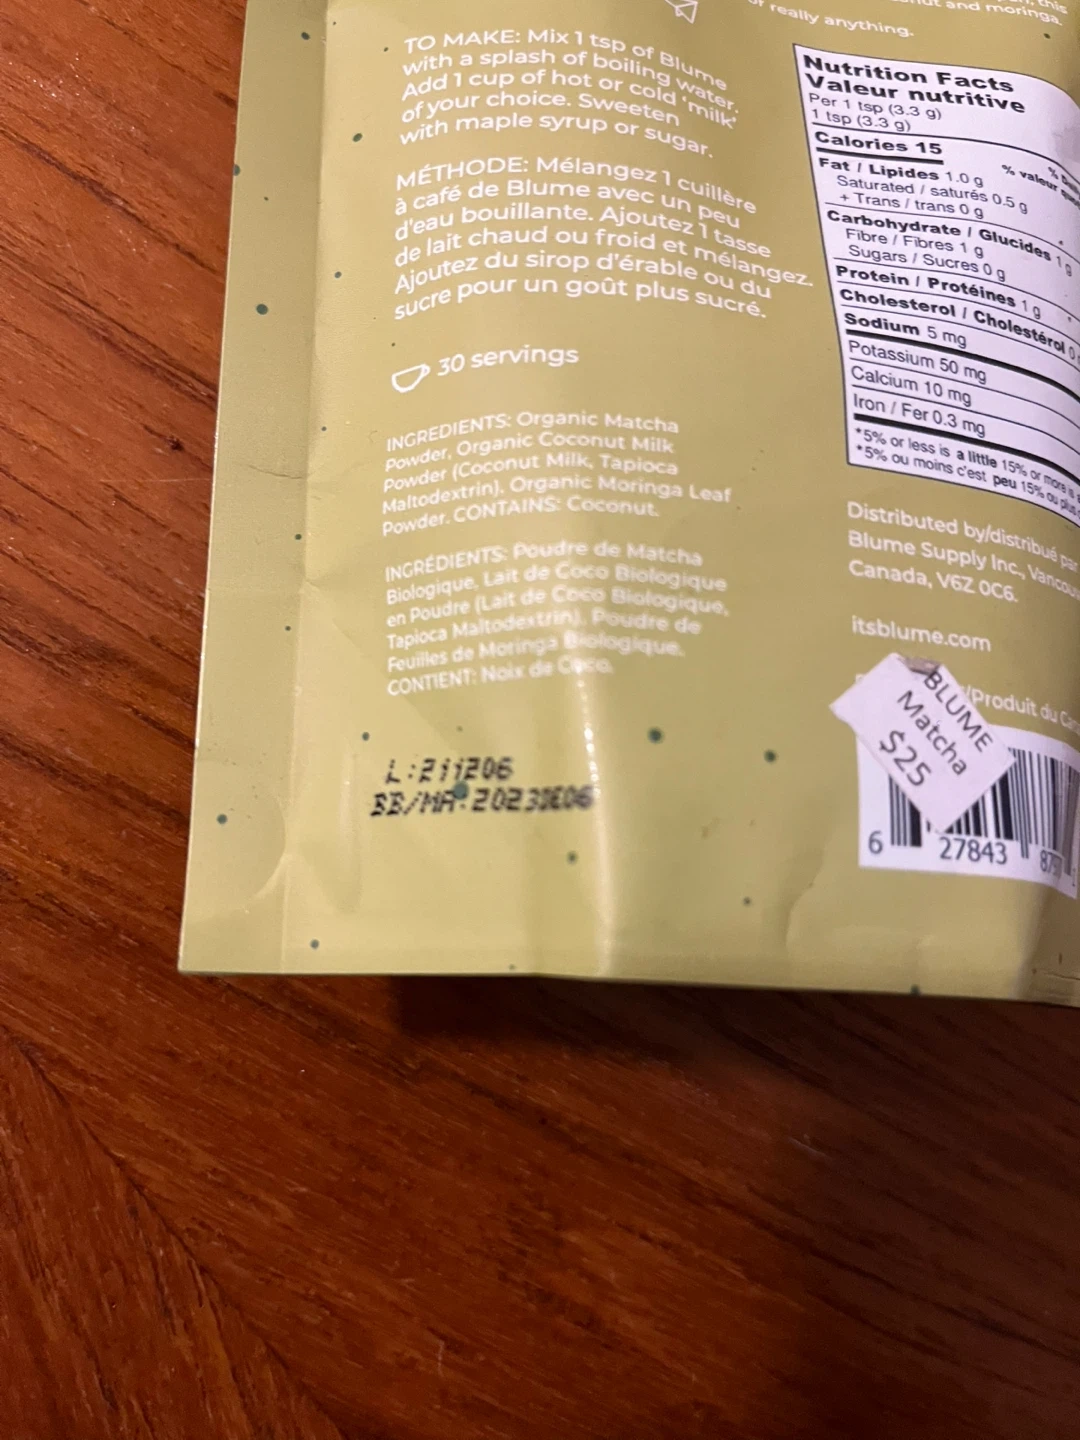 this
and moringa.
or really anything.
TO MAKE: Mix 1 tsp of Blume
with a splash of boiling water.
Add 1 cup of hot or cold 'milk'
of your choice. Sweeten
with maple syrup or sugar.
MÉTHODE: Mélangez 1 cuillère
à café de Blume avec un peu
d'eau bouillante. Ajoutez 1 tasse
de lait chaud ou froid et mélangez.
Ajoutez du sirop d'érable ou du
sucre pour un goût plus sucré.
30 servings
INGREDIENTS: Organic Matcha
Powder, Organic Coconut Milk
Powder (Coconut Milk, Tapioca
Maltodextrin), Organic Moringa Leaf
Powder. CONTAINS: Coconut.
INGRÉDIENTS: Poudre de Matcha
Biologique, Lait de Coco Biologique
en Poudre (Lait de Coco Biologique,
Tapioca Maltodextrin), Poudre de
Feuilles de Moringa Biologique.
CONTIENT: Noix de Coco.
L:211206
BB/MA:2023DE06
Nutrition Facts
Valeur nutritive
Per 1 tsp (3.3 g)
1 tsp (3.3 g)
Calories 15
%
% valeur
Fat / Lipides 1.0 g
Saturated / saturés 0.5 g
+ Trans / trans 0 g
Carbohydrate / Glucides 1 g
Fibre / Fibres 1 g
Sugars / Sucres 0 g
Protein / Protéines 1 g
Cholesterol / Cholestérol 0
Sodium 5 mg
Potassium 50 mg
Calcium 10 mg
Iron / Fer 0.3 mg
*5% or less is a little 15% or more is
*5% ou moins c'est peu 15% ou
Distributed by/distribué par
Blume Supply Inc.,
Canada, V6Z 0C6.
itsblume.com
/Produit du
BLUME
Matcha
$25
6 27843